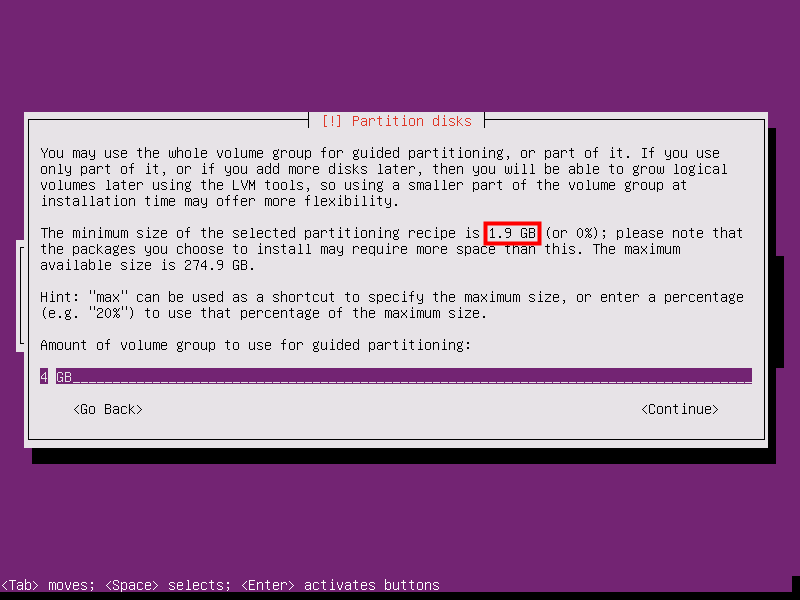 [!] Partition disks
You may use the whole volume group for guided partitioning, or part of it. If you use
only part of it, or if you add more disks later, then you will be able to grow logical
volumes later using the LVM tools, so using a smaller part of the volume group at
installation time may offer more flexibility.
The minimum size of the selected partitioning recipe is 1.9 GB (or 0%); please note that
the packages you choose to install may require more space than this. The maximum
available size is 274.9 GB.
Hint: "max" can be used as a shortcut to specify the maximum size, or enter a percentage
(e.g. "20%") to use that percentage of the maximum size.
Amount of volume group to use for guided partitioning:
4 GB
<Go Back> <Continue>
<Tab> moves; <Space> selects; <Enter> activates buttons